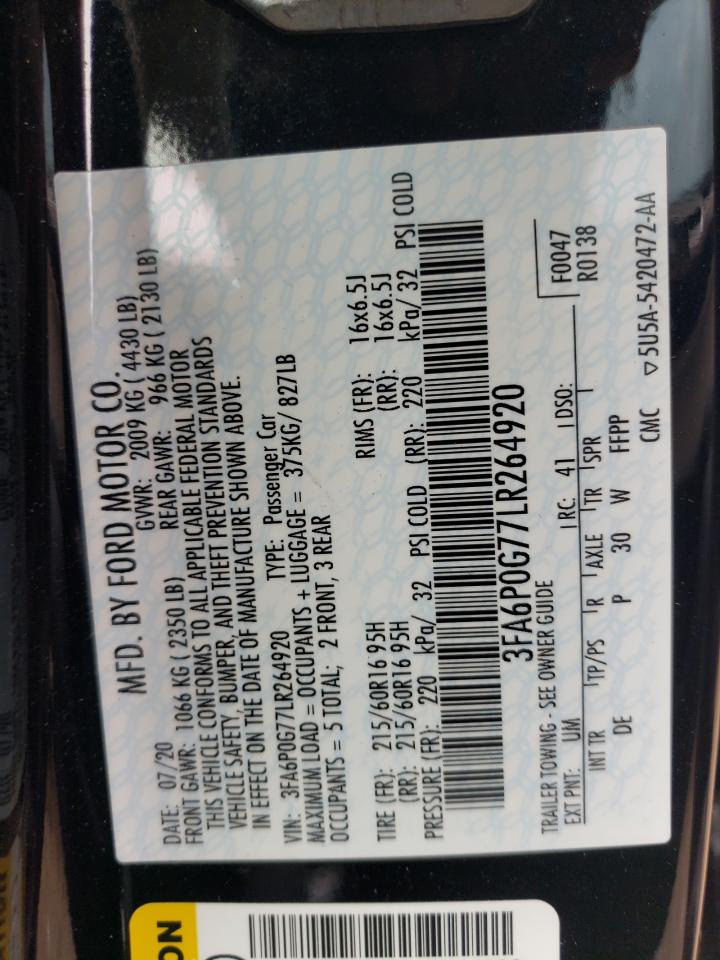 MFD. BY FORD MOTOR CO.
DATE: 07/20 GVWR: 2009 KG ( 4430 LB)
FRONT GAWR: 1066 KG ( 2350 LB) REAR GAWR: 966 KG ( 2130 LB)
THIS VEHICLE CONFORMS TO ALL APPLICABLE FEDERAL MOTOR
VEHICLE SAFETY, BUMPER, AND THEFT PREVENTION STANDARDS
IN EFFECT ON THE DATE OF MANUFACTURE SHOWN ABOVE.
VIN: 3FA6P0G77LR264920 TYPE: Passenger Car
MAXIMUM LOAD = OCCUPANTS + LUGGAGE = 375KG/ 827LB
OCCUPANTS = 5 TOTAL; 2 FRONT, 3 REAR
TIRE (FR): 215/60R16 95H RIMS (FR): 16x6.5J
(RR): 215/60R16 95H (RR): 16x6.5J
PRESSURE (FR): 220 kPa/ 32 PSI COLD (RR): 220 kPa/ 32 PSI COLD
3FA6P0G77LR264920
TRAILER TOWING - SEE OWNER GUIDE F0047
EXT PNT: UM RC: 41 DSO: R0138
INT TR TP/PS R AXLE TR SPR
DE P 30 W FFPP
CMC ▽5U5A-5420472-AA
ON